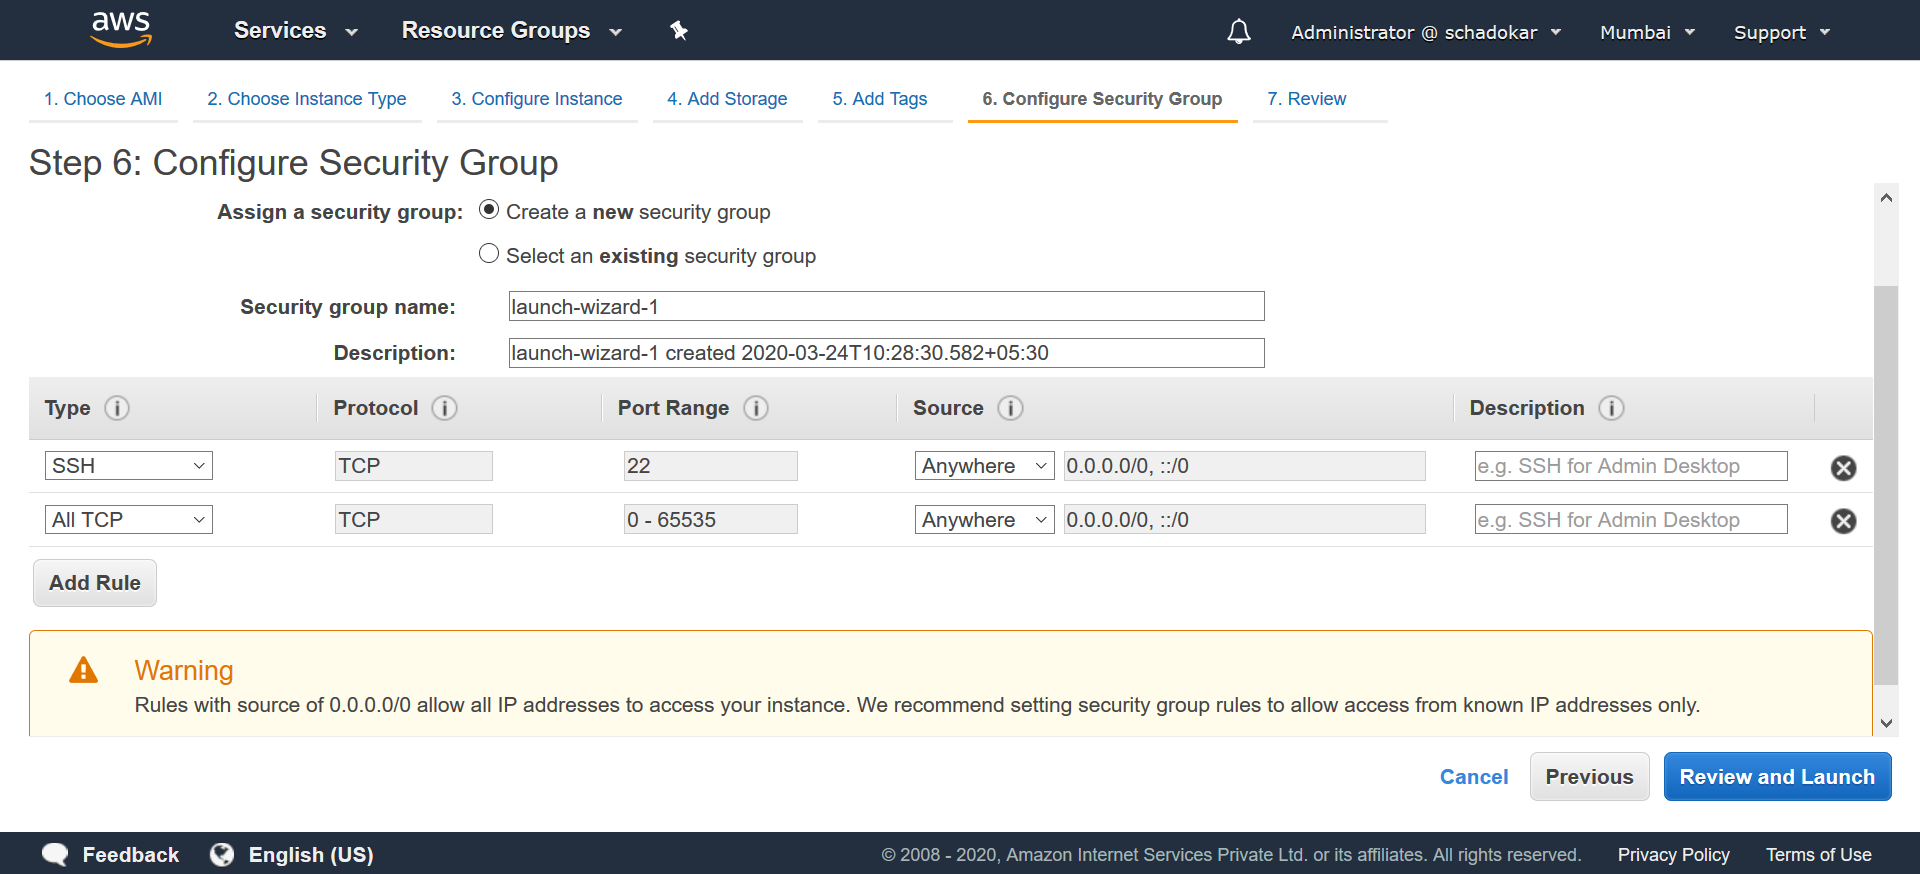 aws Services Resource Groups Administrator @ schadokar Mumbai Support
1. Choose AMI 2. Choose Instance Type 3. Configure Instance 4. Add Storage 5. Add Tags 6. Configure Security Group 7. Review
Step 6: Configure Security Group
Assign a security group: Create a new security group
Select an existing security group
Security group name: launch-wizard-1
Description: launch-wizard-1 created 2020-03-24T10:28:30.582+05:30
Type i Protocol i Port Range i Source i Description i
SSH TCP 22 Anywhere 0.0.0.0/0, ::/0 e.g. SSH for Admin Desktop
All TCP TCP 0 - 65535 Anywhere 0.0.0.0/0, ::/0 e.g. SSH for Admin Desktop
Add Rule
Warning
Rules with source of 0.0.0.0/0 allow all IP addresses to access your instance. We recommend setting security group rules to allow access from known IP addresses only.
Cancel Previous Review and Launch
Feedback English (US) © 2008 - 2020, Amazon Internet Services Private Ltd. or its affiliates. All rights reserved. Privacy Policy Terms of Use